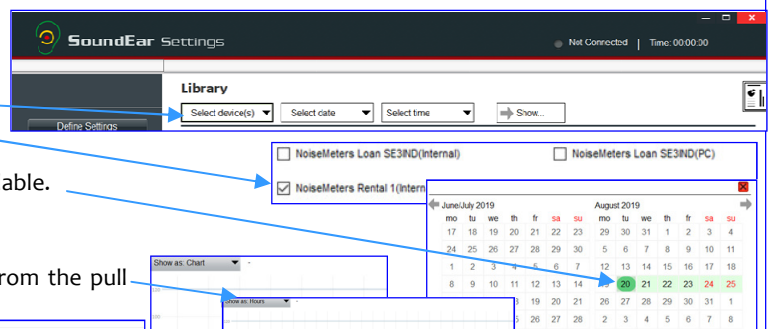 SoundEar Settings
Not Connected | Time: 00:00:00
Library
Select device(s) Select date Select time Show...
Define Settings
NoiseMeters Loan SE3IND(Internal) NoiseMeters Loan SE3IND(PC)
NoiseMeters Rental 1(Intern
able.
June/July 2019 August 2019
mo tu we th fr sa su mo tu we th fr sa su
17 18 19 20 21 22 23 29 30 31 1 2 3 4
24 25 26 27 28 29 30 5 6 7 8 9 10 11
1 2 3 4 5 6 7 12 13 14 15 16 17 18
8 9 10 11 12 13 14 20 21 22 23 24 25
19 20 21 26 27 28 29 30 31 1
26 27 28 2 3 4 5 6 7 8
rom the pull
Show as: Chart
Show as: Hours